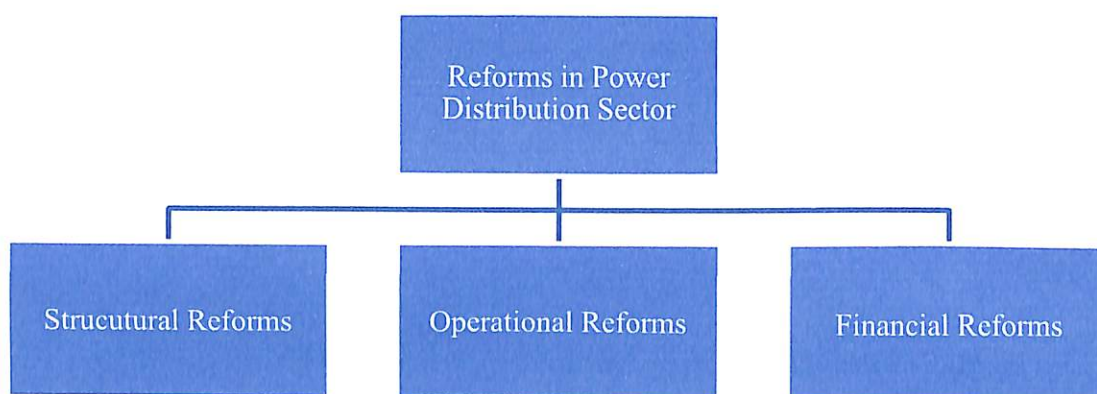 Reforms in Power
Distribution Sector
Strucutural Reforms
Operational Reforms
Financial Reforms